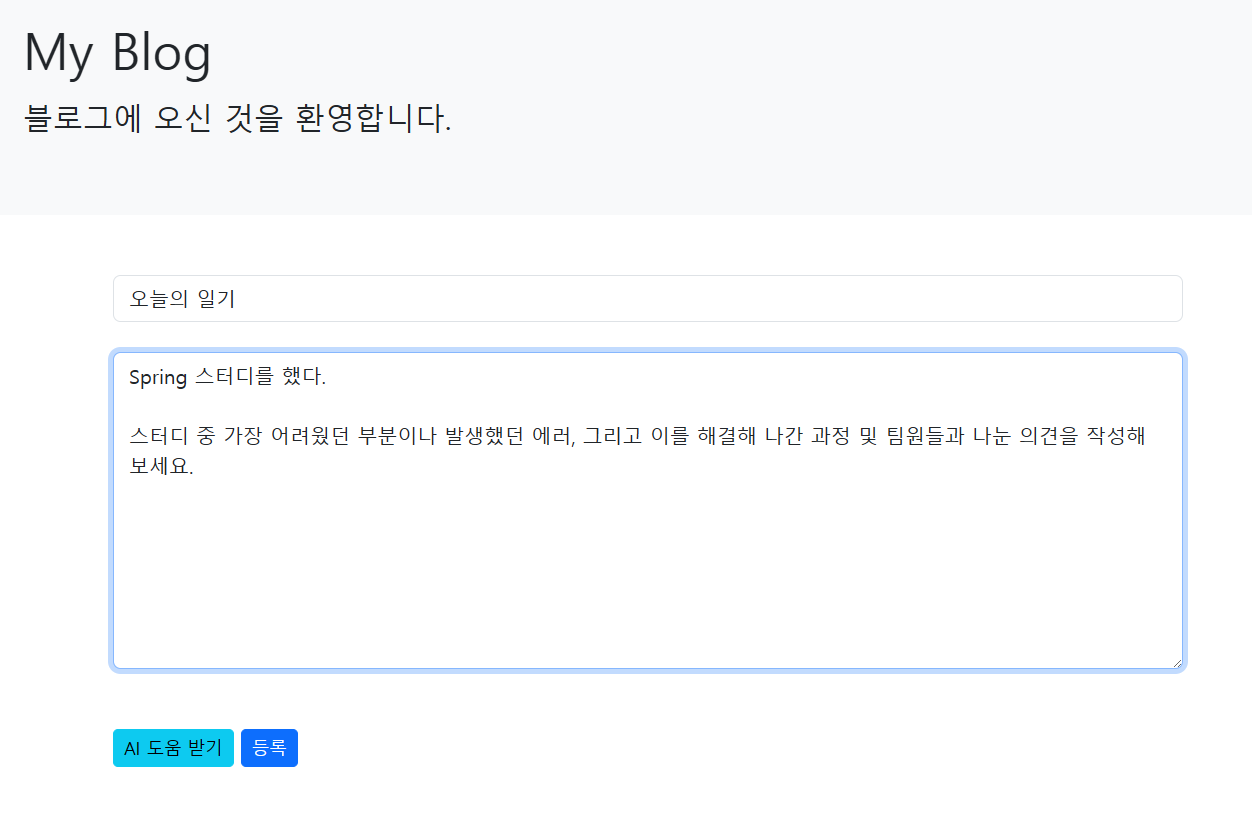 My Blog
블로그에 오신 것을 환영합니다.
오늘의 일기
Spring 스터디를 했다.
스터디 중 가장 어려웠던 부분이나 발생했던 에러, 그리고 이를 해결해 나간 과정 및 팀원들과 나눈 의견을 작성해
보세요.
AI 도움 받기 등록